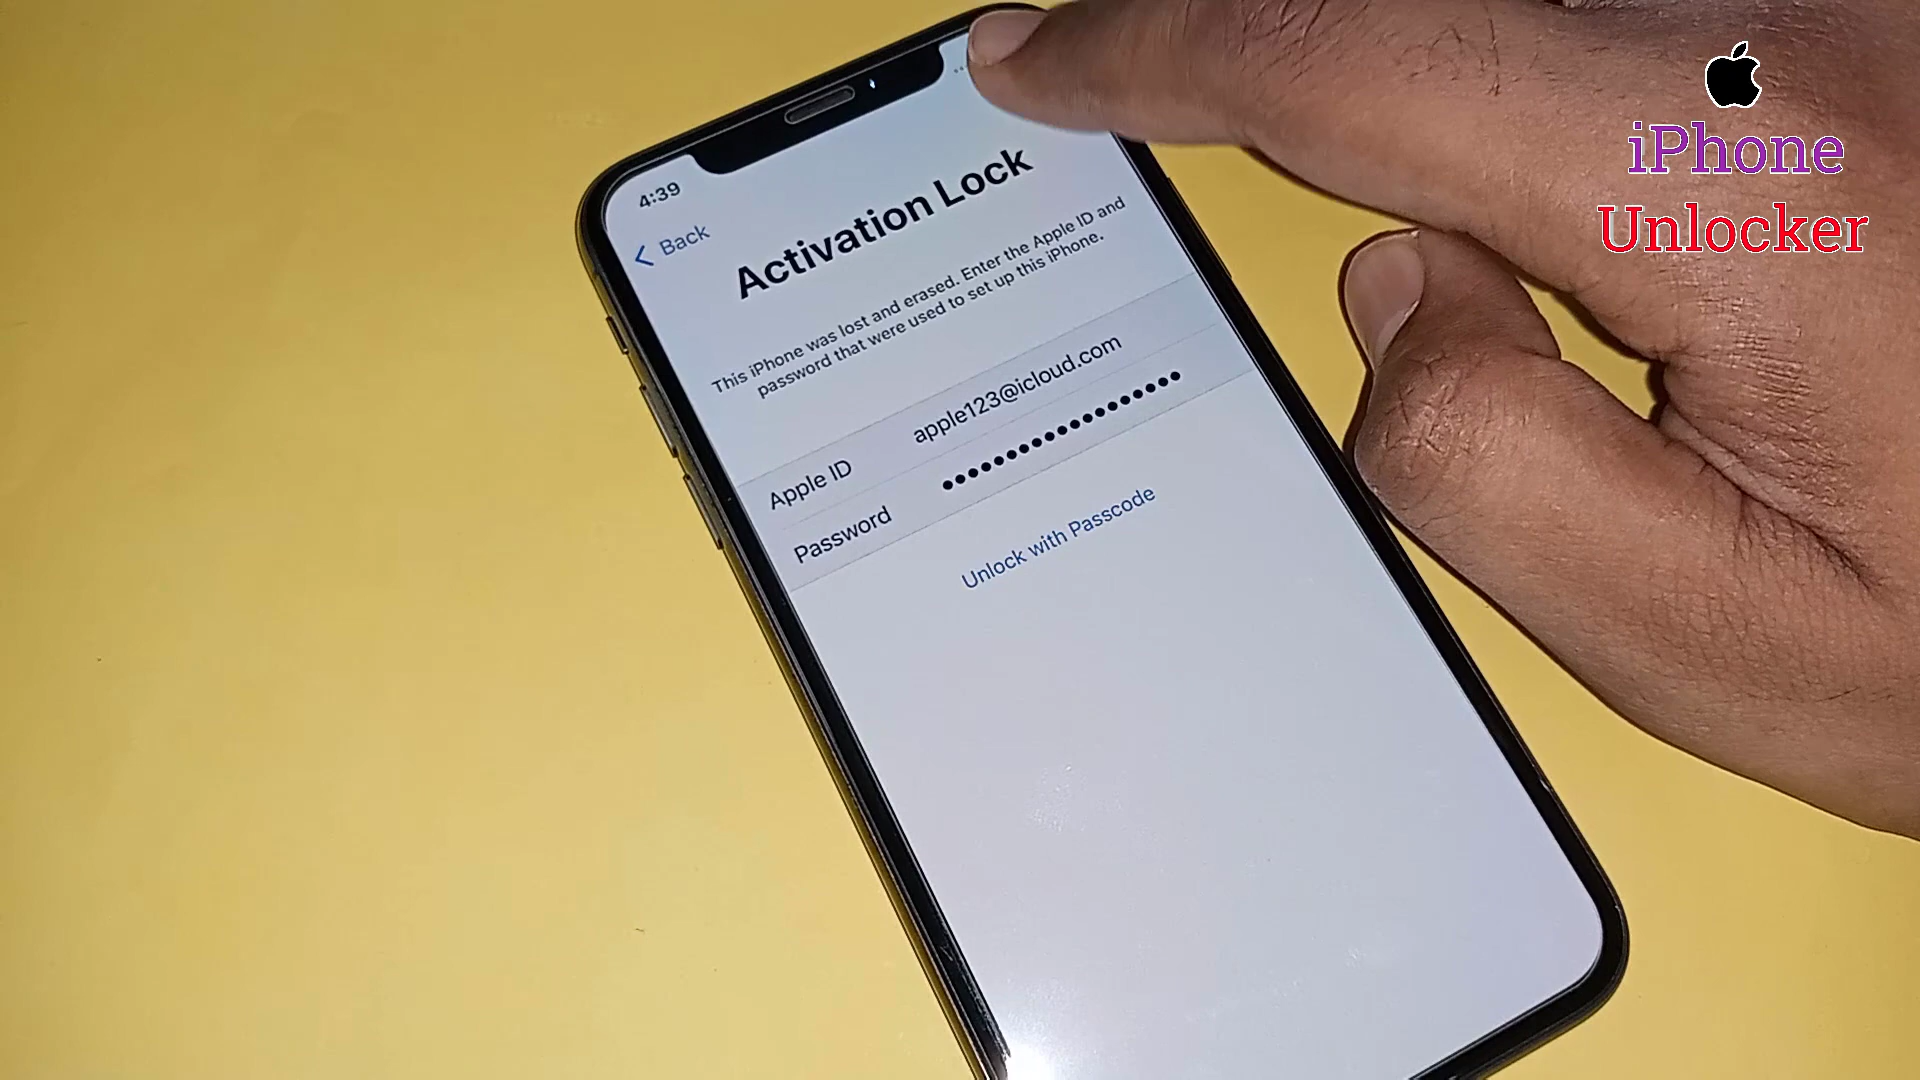 iPhone
Unlocker
4:39
Back
Activation Lock
This iPhone was lost and erased. Enter the Apple ID and
password that were used to set up this iPhone.
Apple ID apple123@icloud.com
Password ••••••••••••••••••••
Unlock with Passcode